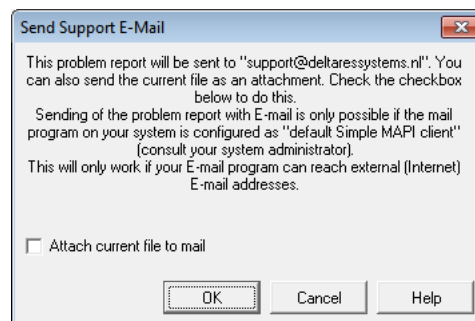 Send Support E-Mail
This problem report will be sent to "support@deltaressystems.nl". You
can also send the current file as an attachment. Check the checkbox
below to do this.
Sending of the problem report with E-mail is only possible if the mail
program on your system is configured as "default Simple MAPI client"
(consult your system administrator).
This will only work if your E-mail program can reach external (Internet)
E-mail addresses.
Attach current file to mail
OK
Cancel
Help